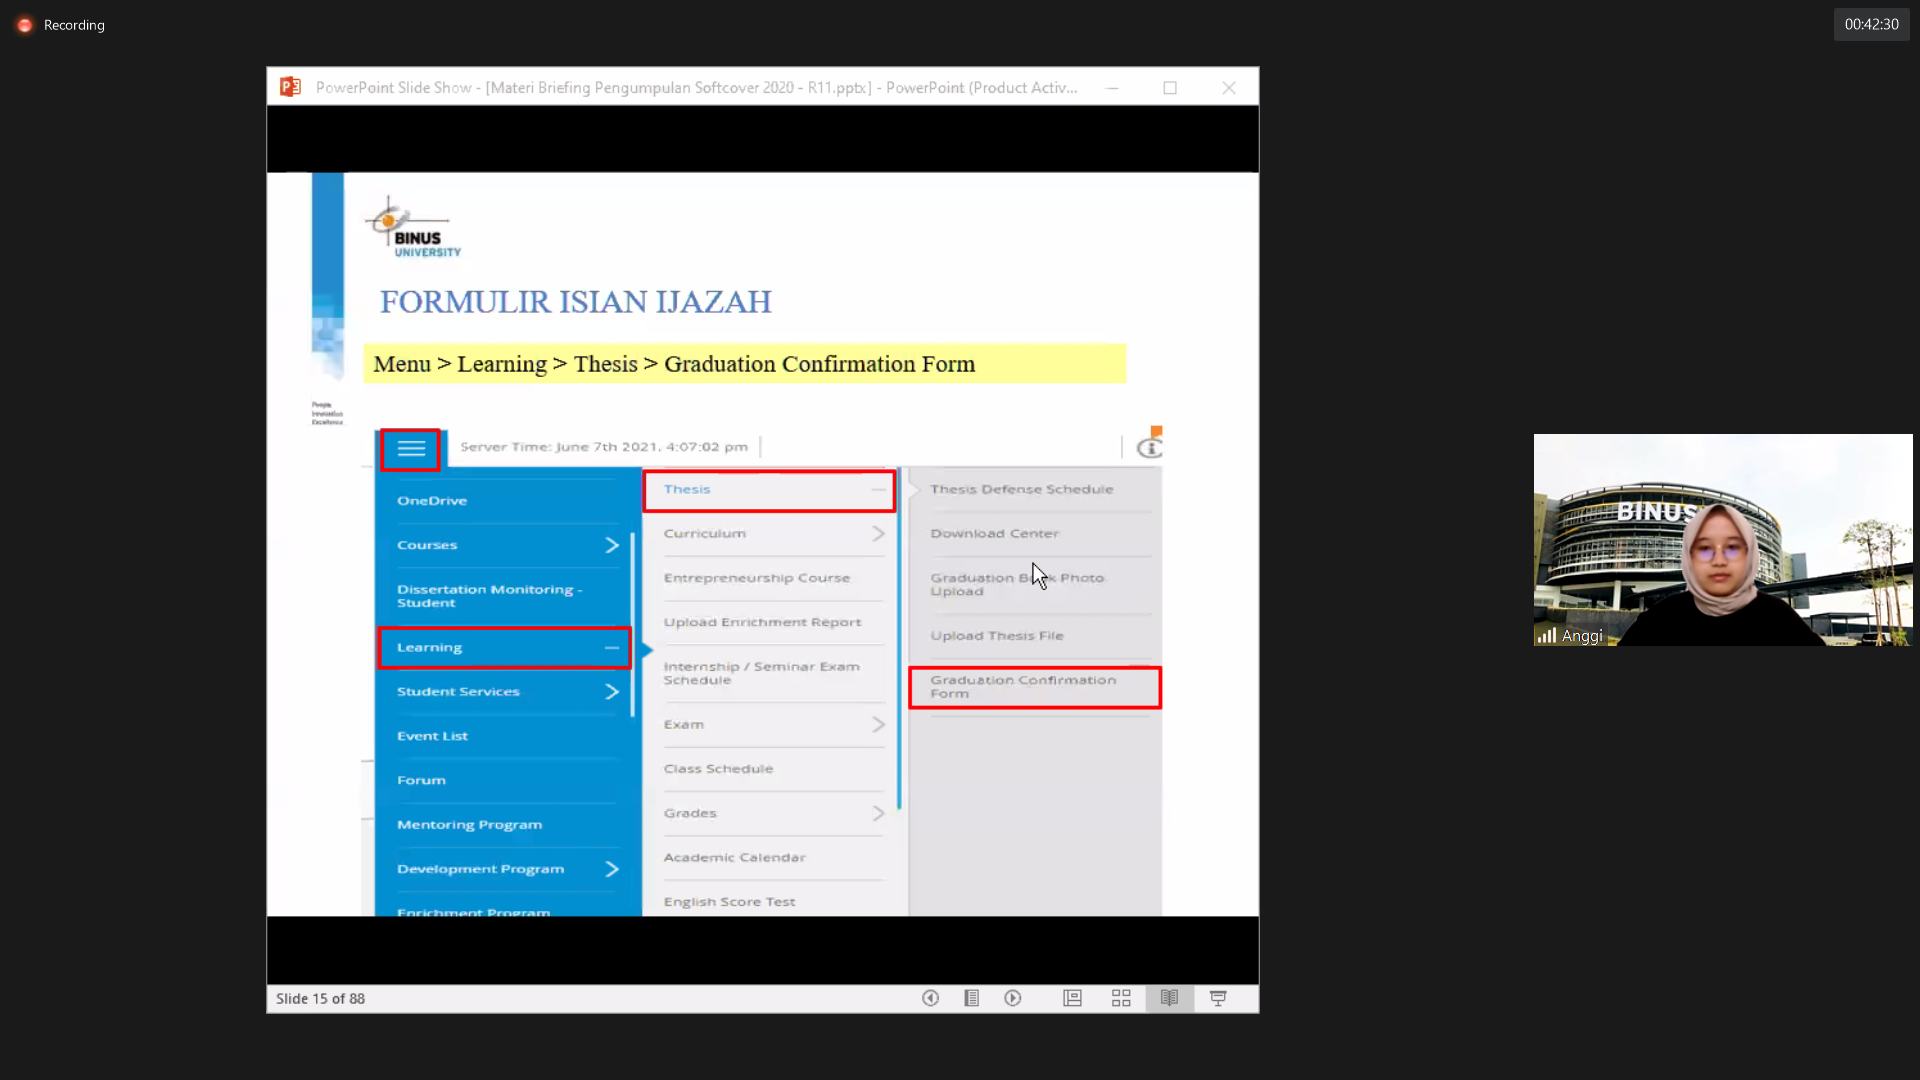 Recording
00:42:30
PowerPoint Slide Show - [Materi Briefing Pengumpulan Softcover 2020 - R11.pptx] - PowerPoint (Product Activ...
BINUS
UNIVERSITY
FORMULIR ISIAN IJAZAH
Menu > Learning > Thesis > Graduation Confirmation Form
People
Innovation
Excellence
Server Time: June 7th 2021, 4:07:02 pm
OneDrive
Courses
Dissertation Monitoring -
Student
Learning
Student Services
Event List
Forum
Mentoring Program
Development Program
Enrichment Program
Thesis
Curriculum
Entrepreneurship Course
Upload Enrichment Report
Internship / Seminar Exam
Schedule
Exam
Class Schedule
Grades
Academic Calendar
English Score Test
Thesis Defense Schedule
Download Center
Graduation Book Photo
Upload
Upload Thesis File
Graduation Confirmation
Form
BINUS
Anggi
Slide 15 of 88